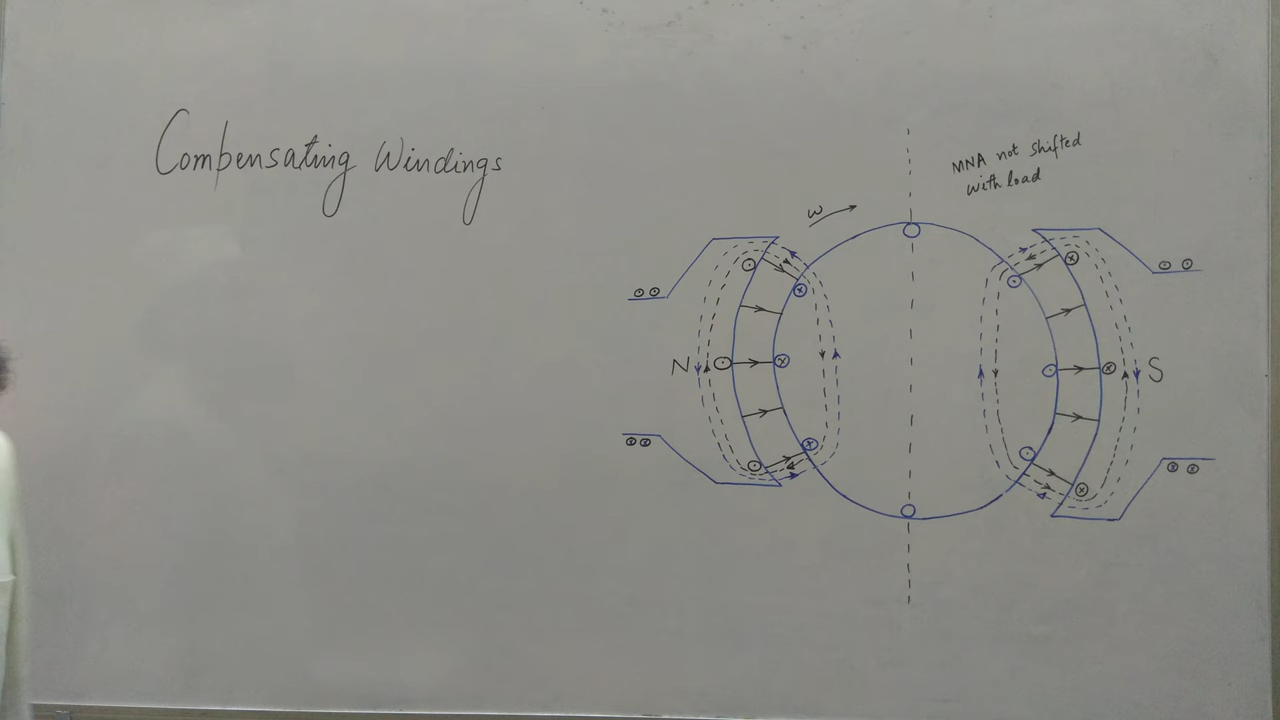 Compensating Windings
MNA not shifted
with load
ω
N
S